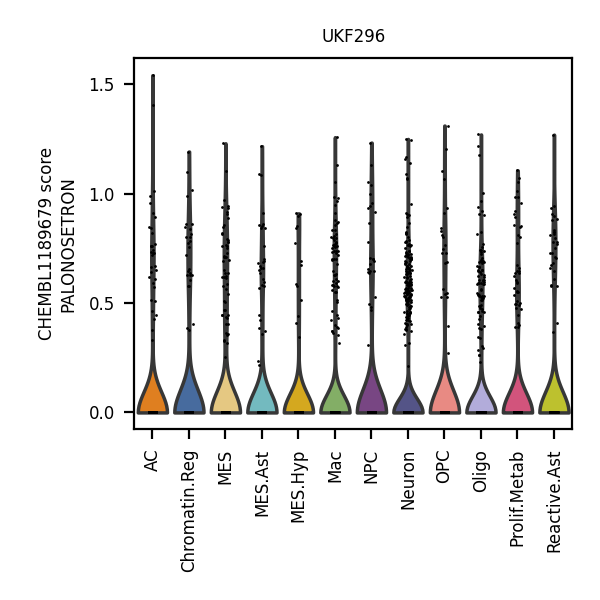 UKF296
CHEMBL1189679 score
PALONOSETRON
1.5
1.0
0.5
0.0
AC
Chromatin.Reg
MES
MES.Ast
MES.Hyp
Mac
NPC
Neuron
OPC
Oligo
Prolif.Metab
Reactive.Ast